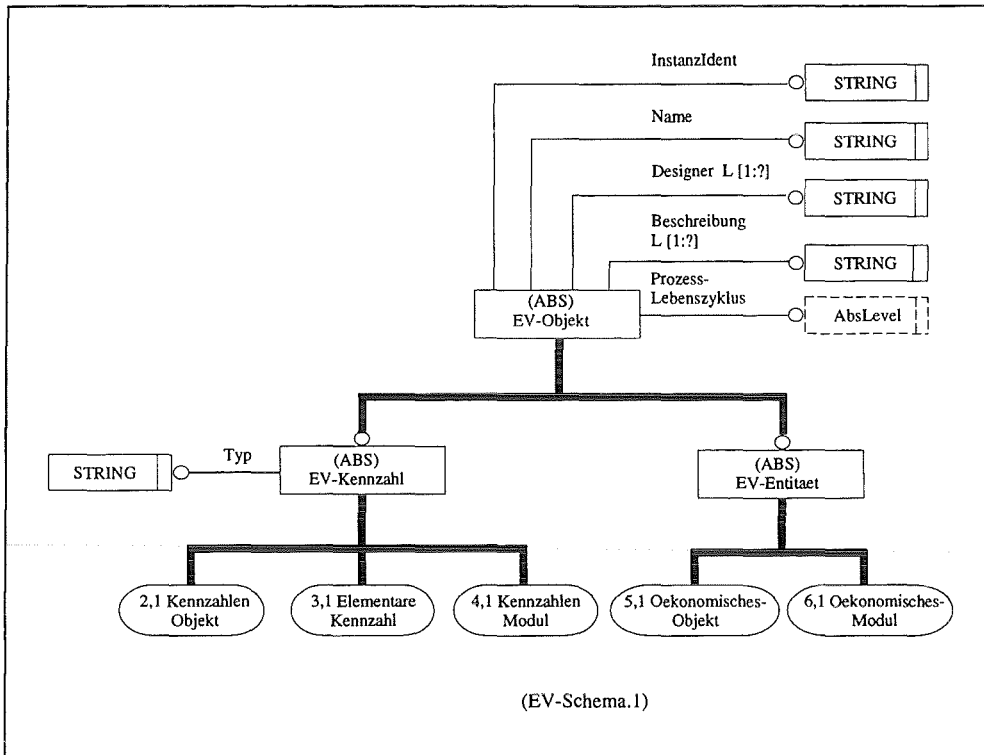 InstanzIdent
STRING
Name
STRING
Designer L [1:?]
STRING
Beschreibung
L [1:?]
STRING
Prozess-
Lebenszyklus
AbsLevel
(ABS)
EV-Objekt
STRING
Typ
(ABS)
EV-Kennzahl
(ABS)
EV-Entitaet
2,1 Kennzahlen
Objekt
3,1 Elementare
Kennzahl
4,1 Kennzahlen
Modul
5,1 Oekonomisches-
Objekt
6,1 Oekonomisches-
Modul
(EV-Schema.1)